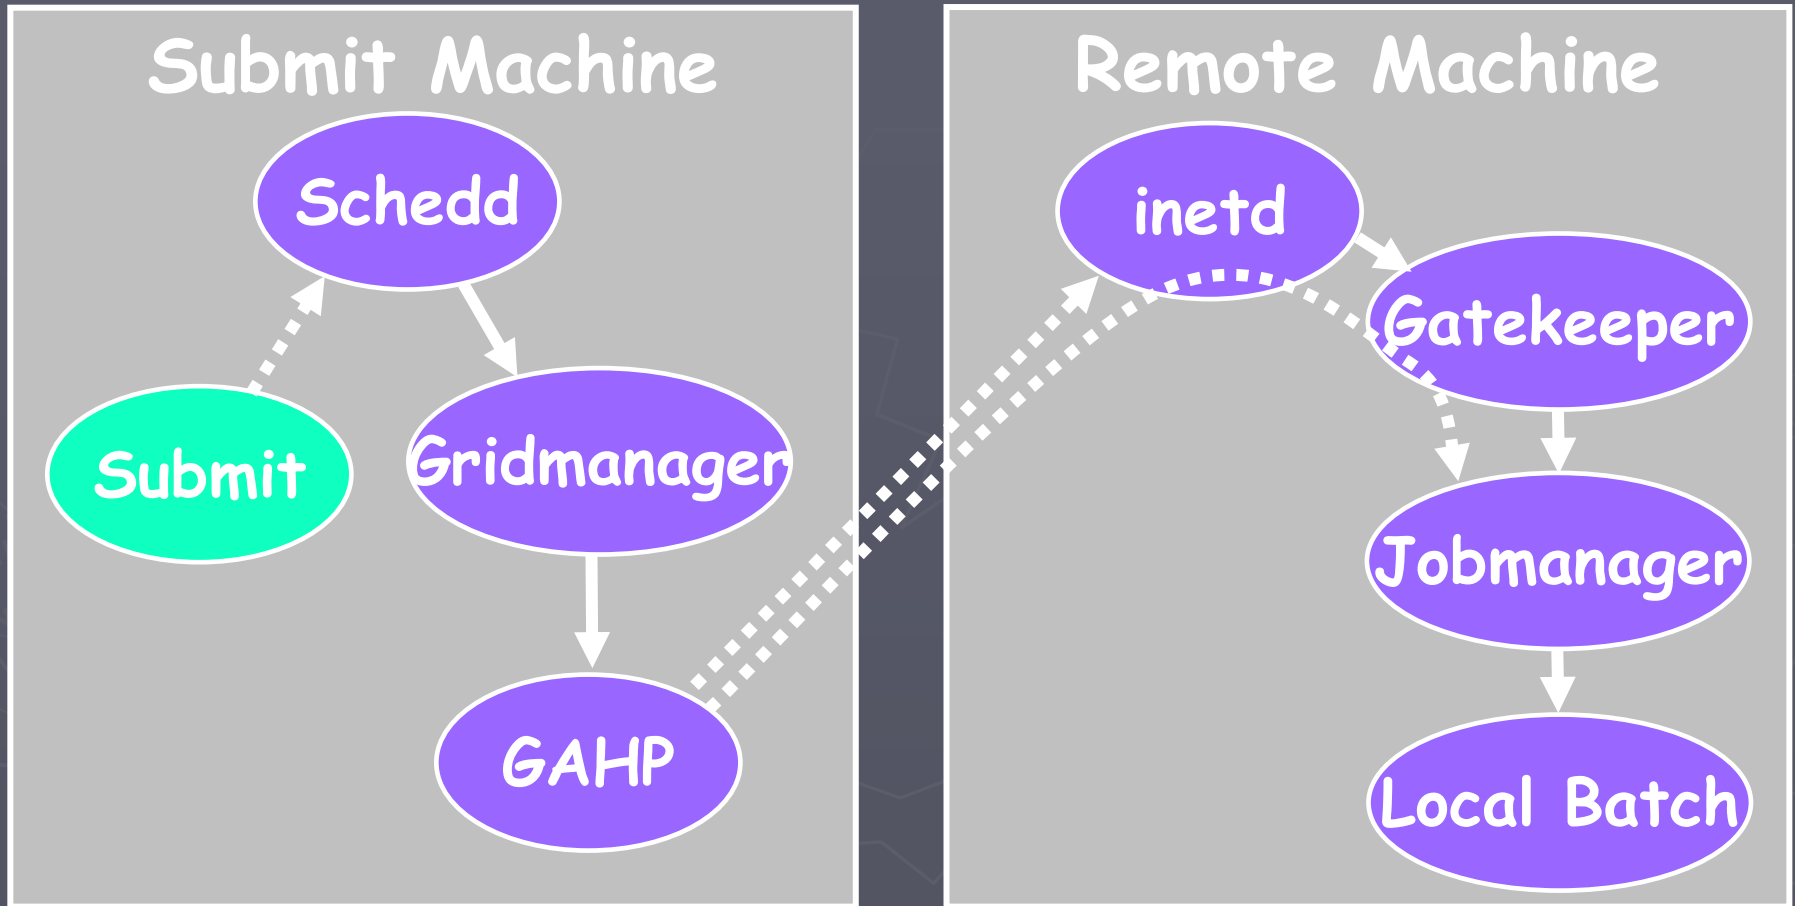 Submit Machine
Schedd
Submit
Gridmanager
GAHP
Remote Machine
inetd
Gatekeeper
Jobmanager
Local Batch